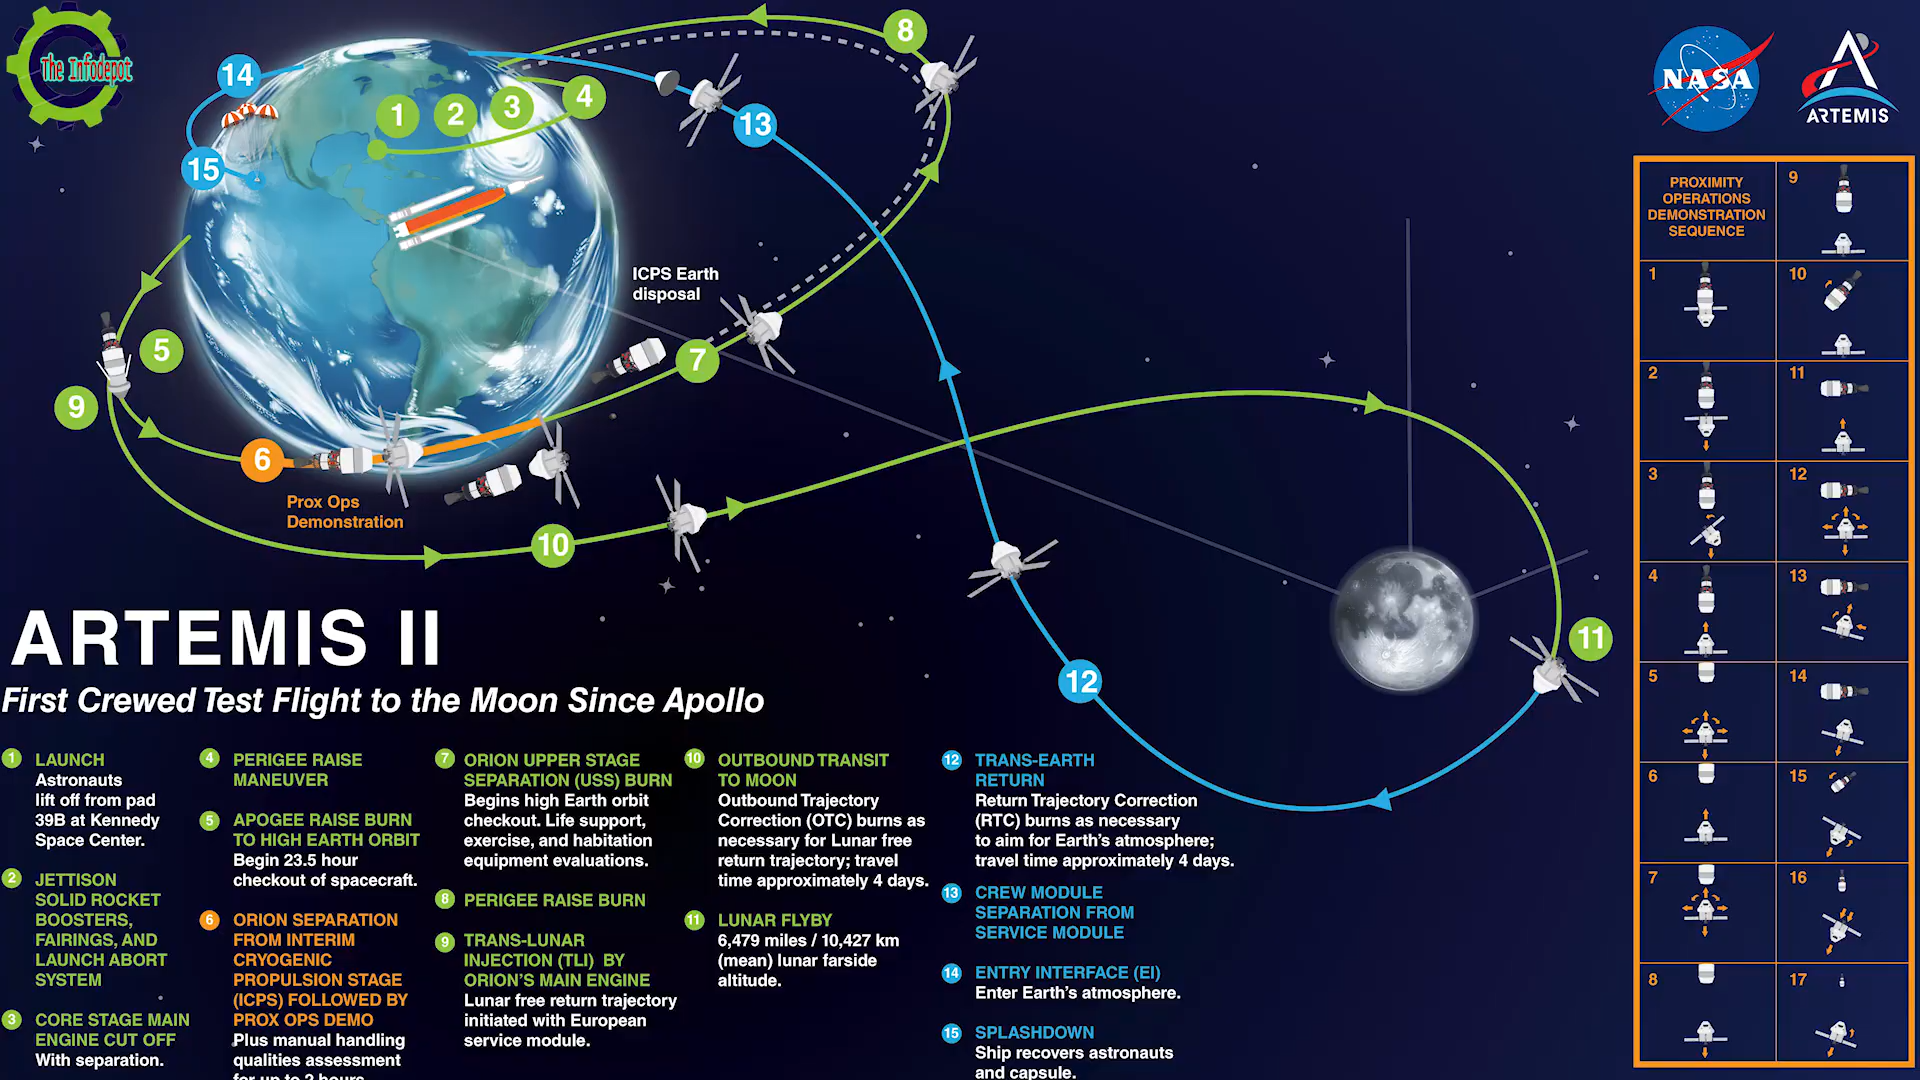 The Infodepot
14
8
13
1
2
3
4
15
NASA
ARTEMIS
ICPS Earth
disposal
5
7
9
6
Prox Ops
Demonstration
10
11
12
ARTEMIS II
First Crewed Test Flight to the Moon Since Apollo
1 LAUNCH
Astronauts
lift off from pad
39B at Kennedy
Space Center.
2 JETTISON
SOLID ROCKET
BOOSTERS,
FAIRINGS, AND
LAUNCH ABORT
SYSTEM
3 CORE STAGE MAIN
ENGINE CUT OFF
With separation.
4 PERIGEE RAISE
MANEUVER
5 APOGEE RAISE BURN
TO HIGH EARTH ORBIT
Begin 23.5 hour
checkout of spacecraft.
6 ORION SEPARATION
FROM INTERIM
CRYOGENIC
PROPULSION STAGE
(ICPS) FOLLOWED BY
PROX OPS DEMO
Plus manual handling
qualities assessment
for up to 2 hours
7 ORION UPPER STAGE
SEPARATION (USS) BURN
Begins high Earth orbit
checkout. Life support,
exercise, and habitation
equipment evaluations.
8 PERIGEE RAISE BURN
9 TRANS-LUNAR
INJECTION (TLI) BY
ORION'S MAIN ENGINE
Lunar free return trajectory
initiated with European
service module.
10 OUTBOUND TRANSIT
TO MOON
Outbound Trajectory
Correction (OTC) burns as
necessary for Lunar free
return trajectory; travel
time approximately 4 days.
11 LUNAR FLYBY
6,479 miles / 10,427 km
(mean) lunar farside
altitude.
12 TRANS-EARTH
RETURN
Return Trajectory Correction
(RTC) burns as necessary
to aim for Earth's atmosphere;
travel time approximately 4 days.
13 CREW MODULE
SEPARATION FROM
SERVICE MODULE
14 ENTRY INTERFACE (EI)
Enter Earth's atmosphere.
15 SPLASHDOWN
Ship recovers astronauts
and capsule.
PROXIMITY
OPERATIONS
DEMONSTRATION
SEQUENCE
1
2
3
4
5
6
7
8
9
10
11
12
13
14
15
16
17